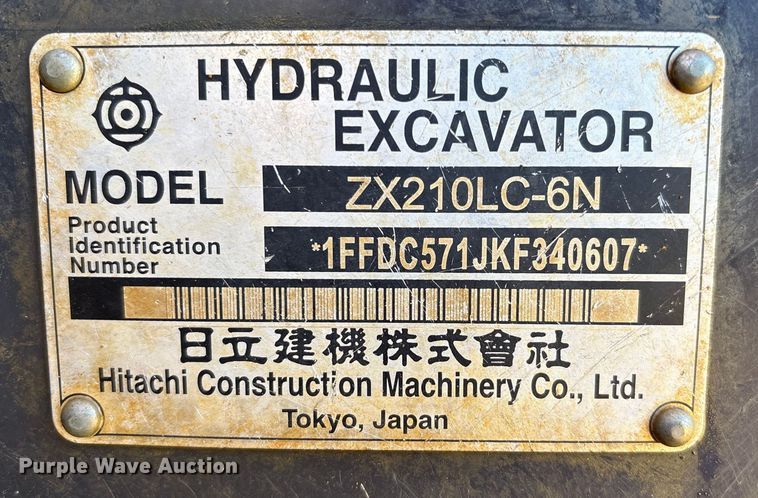 HYDRAULIC
EXCAVATOR
MODEL ZX210LC-6N
Product
Identification
Number
*1FFDC571JKF340607*
日立建機株式會社
Hitachi Construction Machinery Co., Ltd.
Tokyo, Japan
Purple Wave Auction